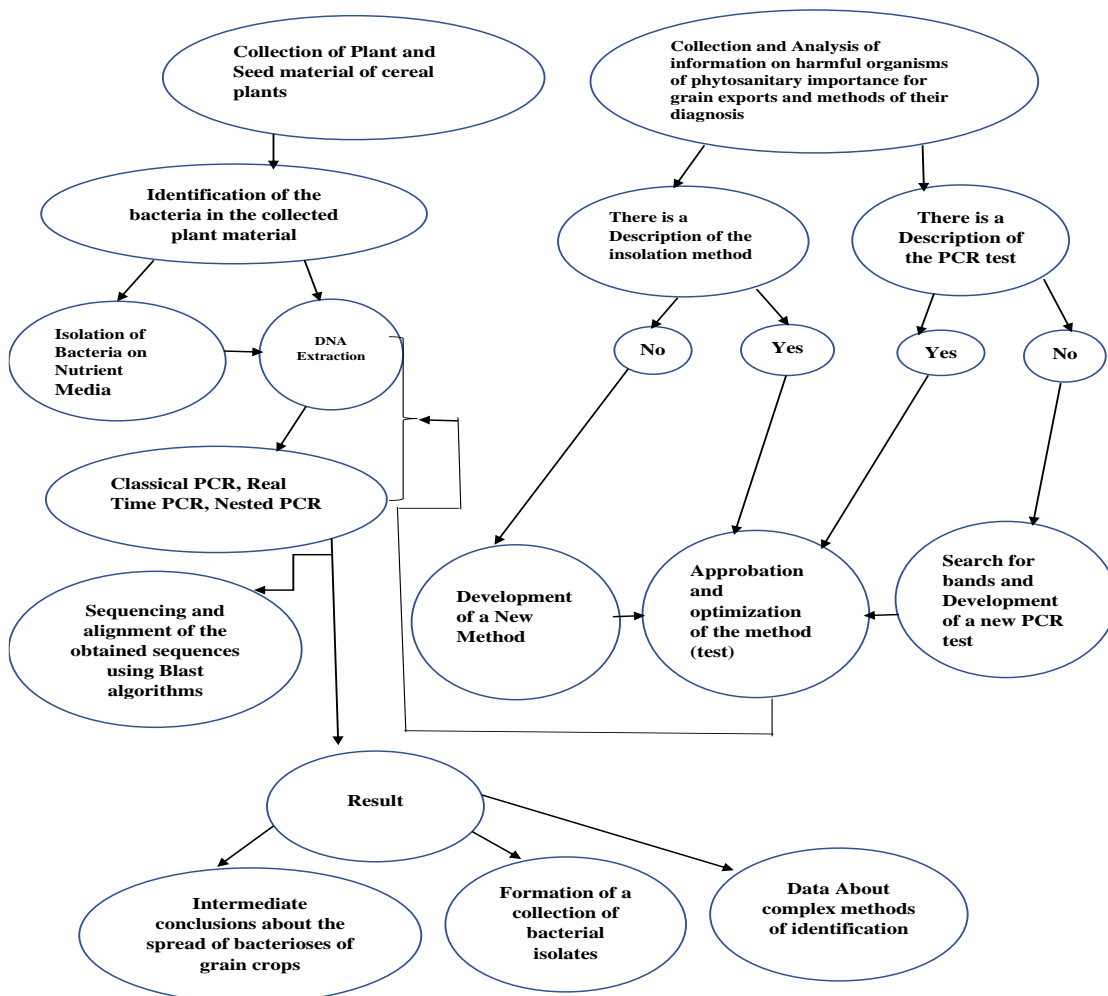 Collection of Plant and
Seed material of cereal
plants
Collection and Analysis of
information on harmful organisms
of phytosanitary importance for
grain exports and methods of their
diagnosis
Identification of the
bacteria in the collected
plant material
There is a
Description of the
insolation method
There is a
Description of
the PCR test
Isolation of
Bacteria on
Nutrient
Media
DNA
Extraction
No
Yes
Yes
No
Classical PCR, Real
Time PCR, Nested PCR
Development
of a New
Method
Approbation
and
optimization
of the method
(test)
Search for
bands and
Development
of a new PCR
test
Sequencing and
alignment of the
obtained sequences
using Blast
algorithms
Result
Intermediate
conclusions about the
spread of bacterioses of
grain crops
Formation of a
collection of
bacterial
isolates
Data About
complex methods
of identification